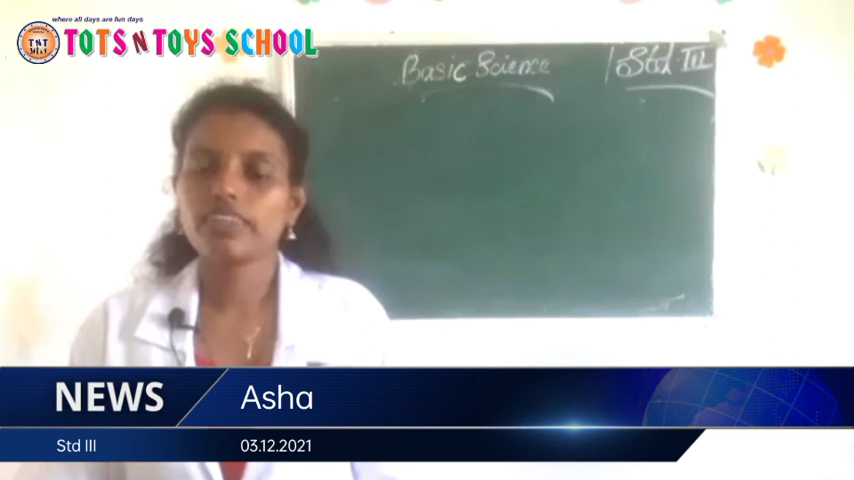 where all days are fun days
TNT
TOTS N TOYS SCHOOL
Basic Science
Std III
NEWS
Asha
Std III
03.12.2021